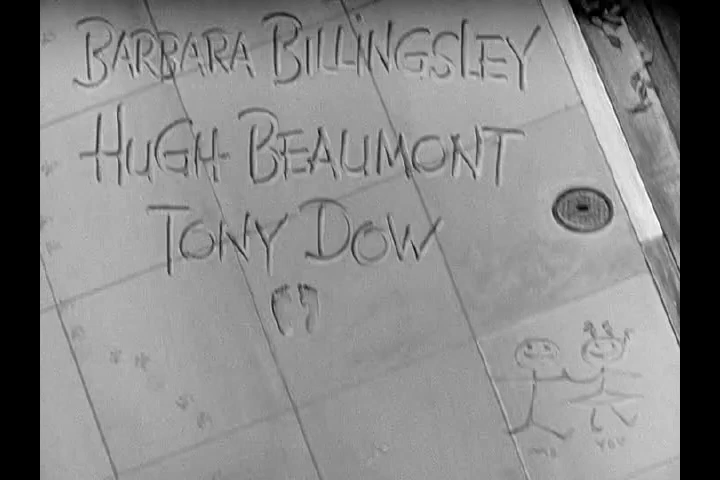 BARBARA BILLINGSLEY
HUGH BEAUMONT
TONY DOW
ME YOU